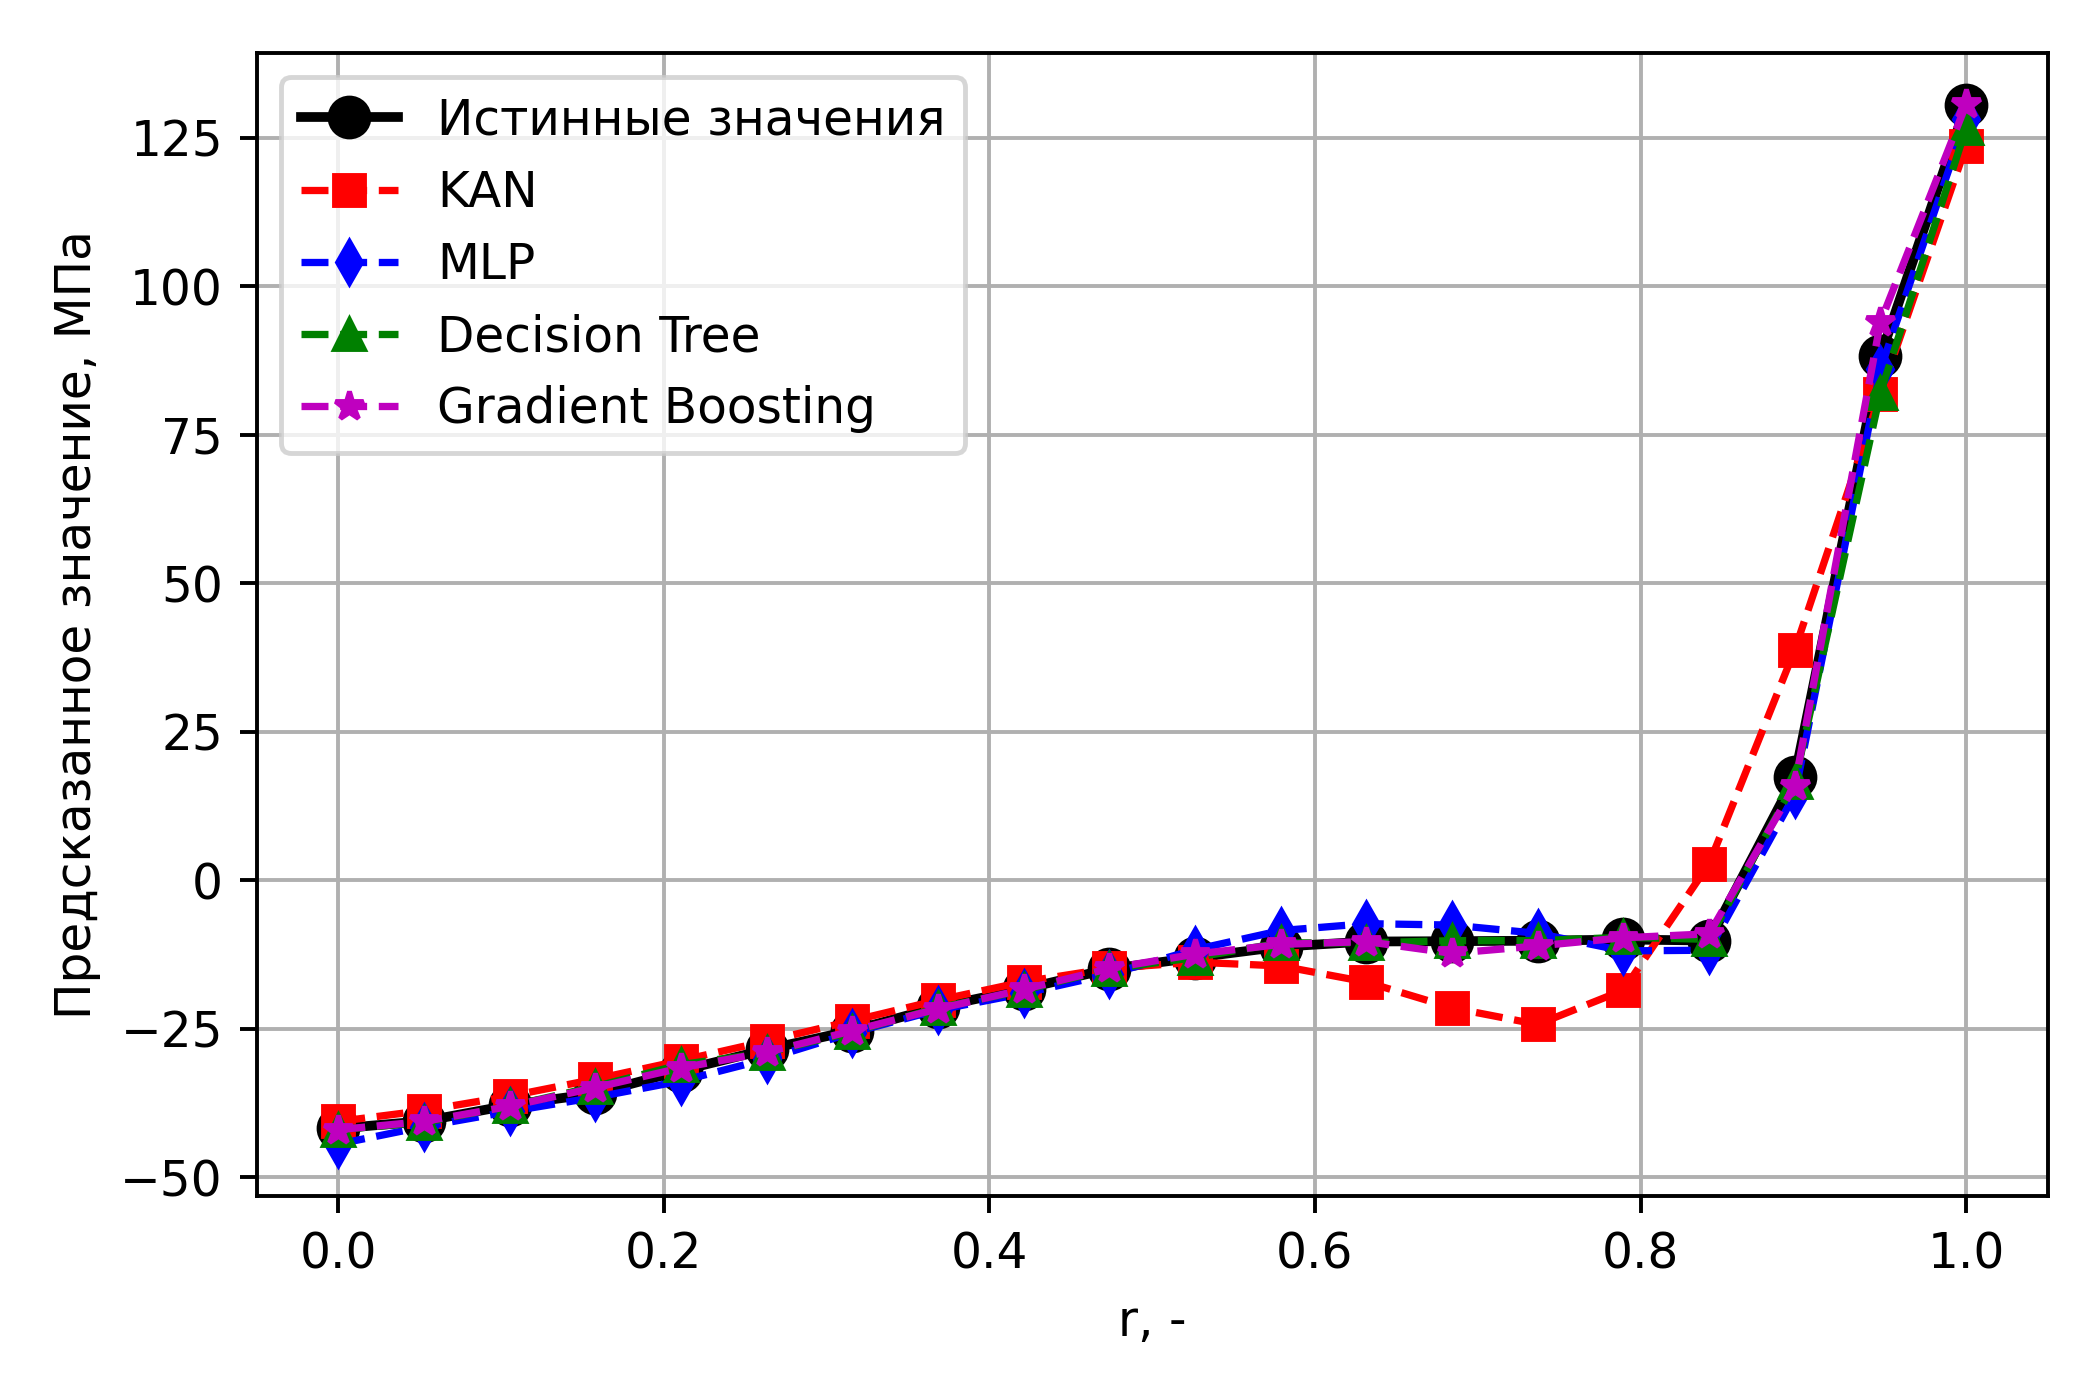 Истинные значения
KAN
MLP
Decision Tree
Gradient Boosting
125
100
75
50
25
0
−25
−50
Предсказанное значение, МПа
0.0
0.2
0.4
0.6
0.8
1.0
r, -